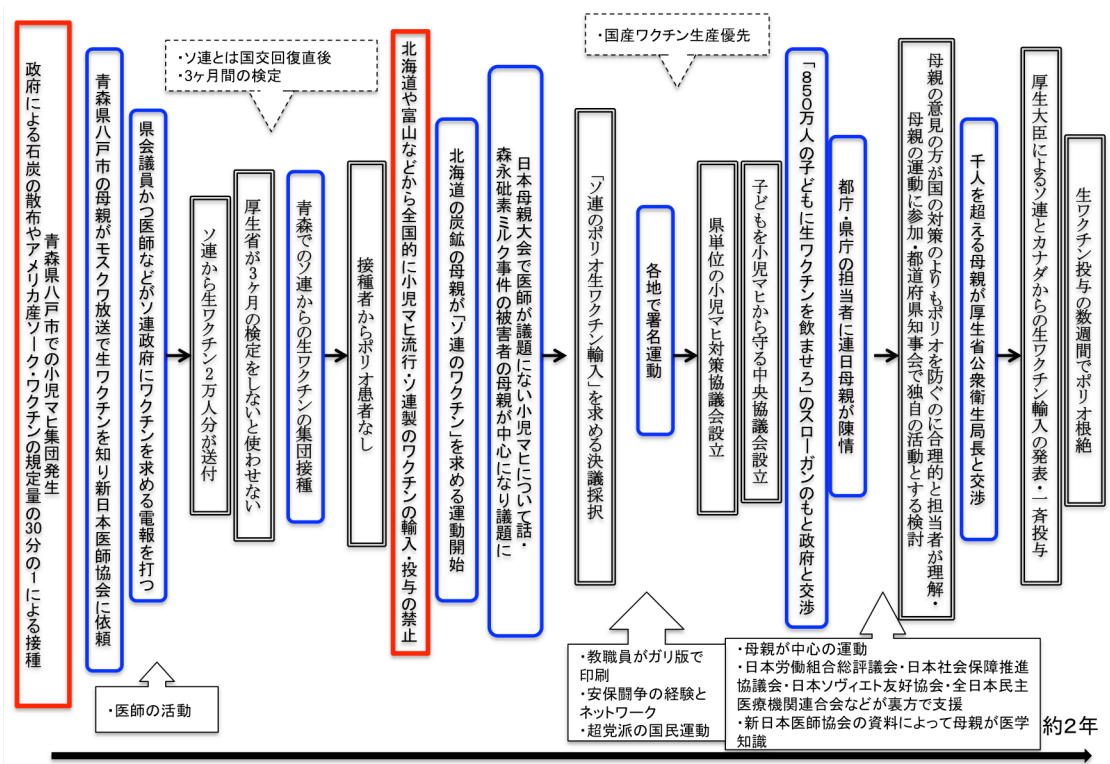 青森県八戸市での小児マヒ集団発生
政府による石炭の散布やアメリカ産ソーク・ワクチンの規定量の30分の1による接種
青森県八戸市の母親がモスクワ放送で生ワクチンを知り新日本医師協会に依頼
県会議員かつ医師などがソ連政府にワクチンを求める電報を打つ
・医師の活動
・ソ連とは国交回復直後
・3ヶ月間の検定
ソ連から生ワクチン2万人分が送付
厚生省が3ヶ月の検定をしないと使わせない
青森でのソ連からの生ワクチンの集団接種
接種者からポリオ患者なし
北海道や富山などから全国的に小児マヒ流行・ソ連製のワクチンの輸入・投与の禁止
北海道の炭鉱の母親が「ソ連のワクチン」を求める運動開始
日本母親大会で医師が議題にない小児マヒについて話・
森永砒素ミルク事件の被害者の母親が中心になり議題に
「ソ連のポリオ生ワクチン輸入」を求める決議採択
各地で署名運動
・教職員がガリ版で
印刷
・安保闘争の経験と
ネットワーク
・超党派の国民運動
・国産ワクチン生産優先
県単位の小児マヒ対策協議会設立
子どもを小児マヒから守る中央協議会設立
「850万人の子どもに生ワクチンを飲ませろ」のスローガンのもと政府と交渉
都庁・県庁の担当者に連日母親が陳情
・母親が中心の運動
・日本労働組合総評議会・日本社会保障推進
協議会・日本ソヴィエト友好協会・全日本民主
医療機関連合会などが裏方で支援
・新日本医師協会の資料によって母親が医学
知識
母親の意見の方が国の対策のよりもポリオを防ぐのに合理的と担当者が理解・
母親の運動に参加・都道府県知事会で独自の活動とする検討
千人を超える母親が厚生省公衆衛生局長と交渉
厚生大臣によるソ連とカナダからの生ワクチン輸入の発表・一斉投与
生ワクチン投与の数週間でポリオ根絶
約2年